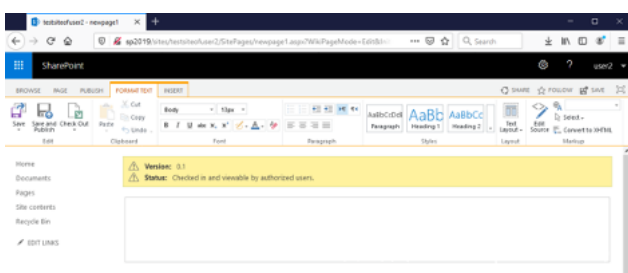 testsiteofuser2 - newpage1
sp2019/sites/testsiteofuser2/SitePages/newpage1.aspx?WikiPageMode=Edit&
Search
SharePoint
? user2
BROWSE PAGE PUBLISH FORMAT TEXT INSERT SHARE FOLLOW SAVE
Save Save and Publish Check Out Paste Cut Copy Undo
Body 13px
B I U abc x, x² A
AaBbCcDd Paragraph AaBb Heading 1 AaBbCc Heading 2
Text Layout Edit Source Select Convert to XHTML
Edit Clipboard Font Paragraph Styles Layout Markup
Home
Documents
Pages
Site contents
Recycle Bin
EDIT LINKS
Version: 0.1
Status: Checked in and viewable by authorized users.